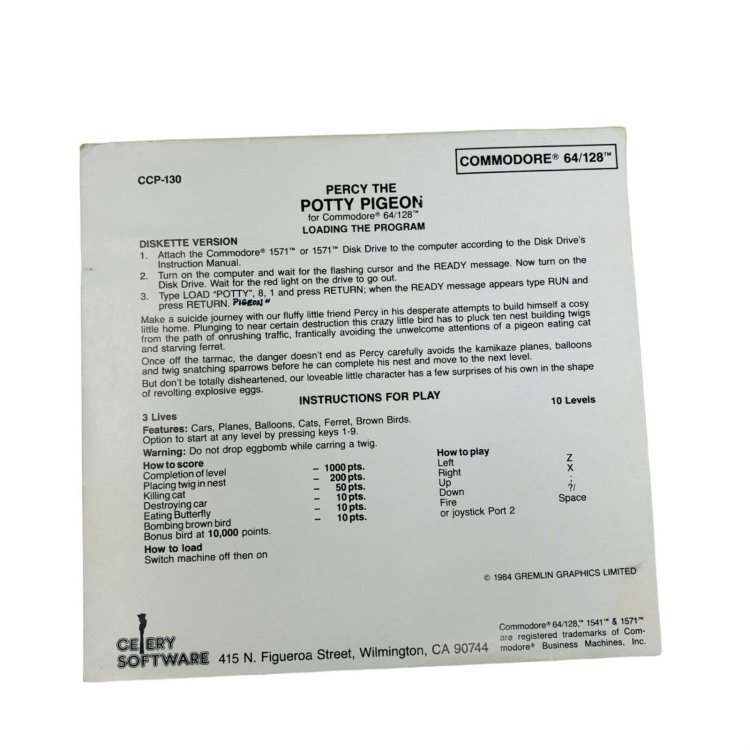 CCP-130
COMMODORE® 64/128™
PERCY THE
POTTY PIGEON
for Commodore® 64/128™
LOADING THE PROGRAM
DISKETTE VERSION
1. Attach the Commodore® 1571™ or 1571™ Disk Drive to the computer according to the Disk Drive's
Instruction Manual.
2. Turn on the computer and wait for the flashing cursor and the READY message. Now turn on the
Disk Drive. Wait for the red light on the drive to go out.
3. Type LOAD "POTTY", 8, 1 and press RETURN; when the READY message appears type RUN and
press RETURN. PIGEON"
Make a suicide journey with our fluffy little friend Percy in his desperate attempts to build himself a cosy
little home. Plunging to near certain destruction this crazy little bird has to pluck ten nest building twigs
from the path of onrushing traffic, frantically avoiding the unwelcome attentions of a pigeon eating cat
and starving ferret.
Once off the tarmac, the danger doesn't end as Percy carefully avoids the kamikaze planes, balloons
and twig snatching sparrows before he can complete his nest and move to the next level.
But don't be totally disheartened, our loveable little character has a few surprises of his own in the shape
of revolting explosive eggs.
INSTRUCTIONS FOR PLAY
3 Lives
10 Levels
Features: Cars, Planes, Balloons, Cats, Ferret, Brown Birds.
Option to start at any level by pressing keys 1-9.
Warning: Do not drop eggbomb while carring a twig.
How to score
Completion of level – 1000 pts.
Placing twig in nest – 200 pts.
Killing cat – 50 pts.
Destroying car – 10 pts.
Eating Butterfly – 10 pts.
Bombing brown bird – 10 pts.
Bonus bird at 10,000 points.
How to play
Left Z
Right X
Up ;
Down ?/
Fire Space
or joystick Port 2
How to load
Switch machine off then on
© 1984 GREMLIN GRAPHICS LIMITED
CELERY
SOFTWARE
415 N. Figueroa Street, Wilmington, CA 90744
Commodore® 64/128,™ 1541™ & 1571™
are registered trademarks of Com-
modore® Business Machines, Inc.